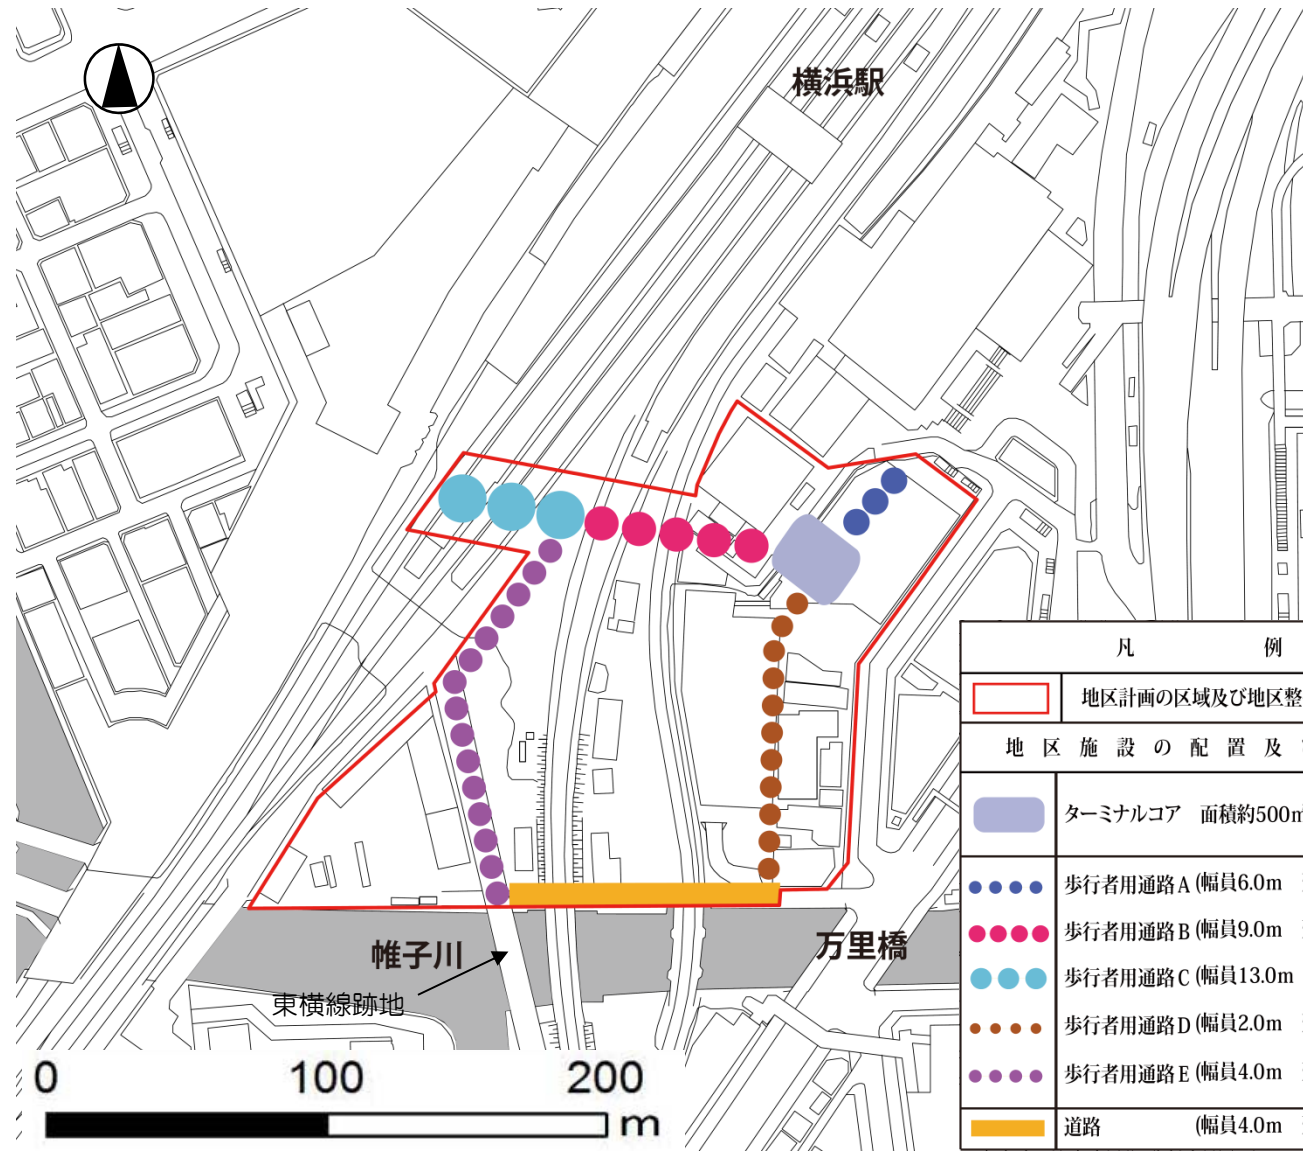 横浜駅
凡 例
地区計画の区域及び地区整
地 区 施 設 の 配 置 及
ターミナルコア 面積約500㎡
歩行者用通路A (幅員6.0m
歩行者用通路B (幅員9.0m
歩行者用通路C (幅員13.0m
歩行者用通路D (幅員2.0m
歩行者用通路E (幅員4.0m
道路 (幅員4.0m
帷子川
万里橋
東横線跡地
0 100 200 m